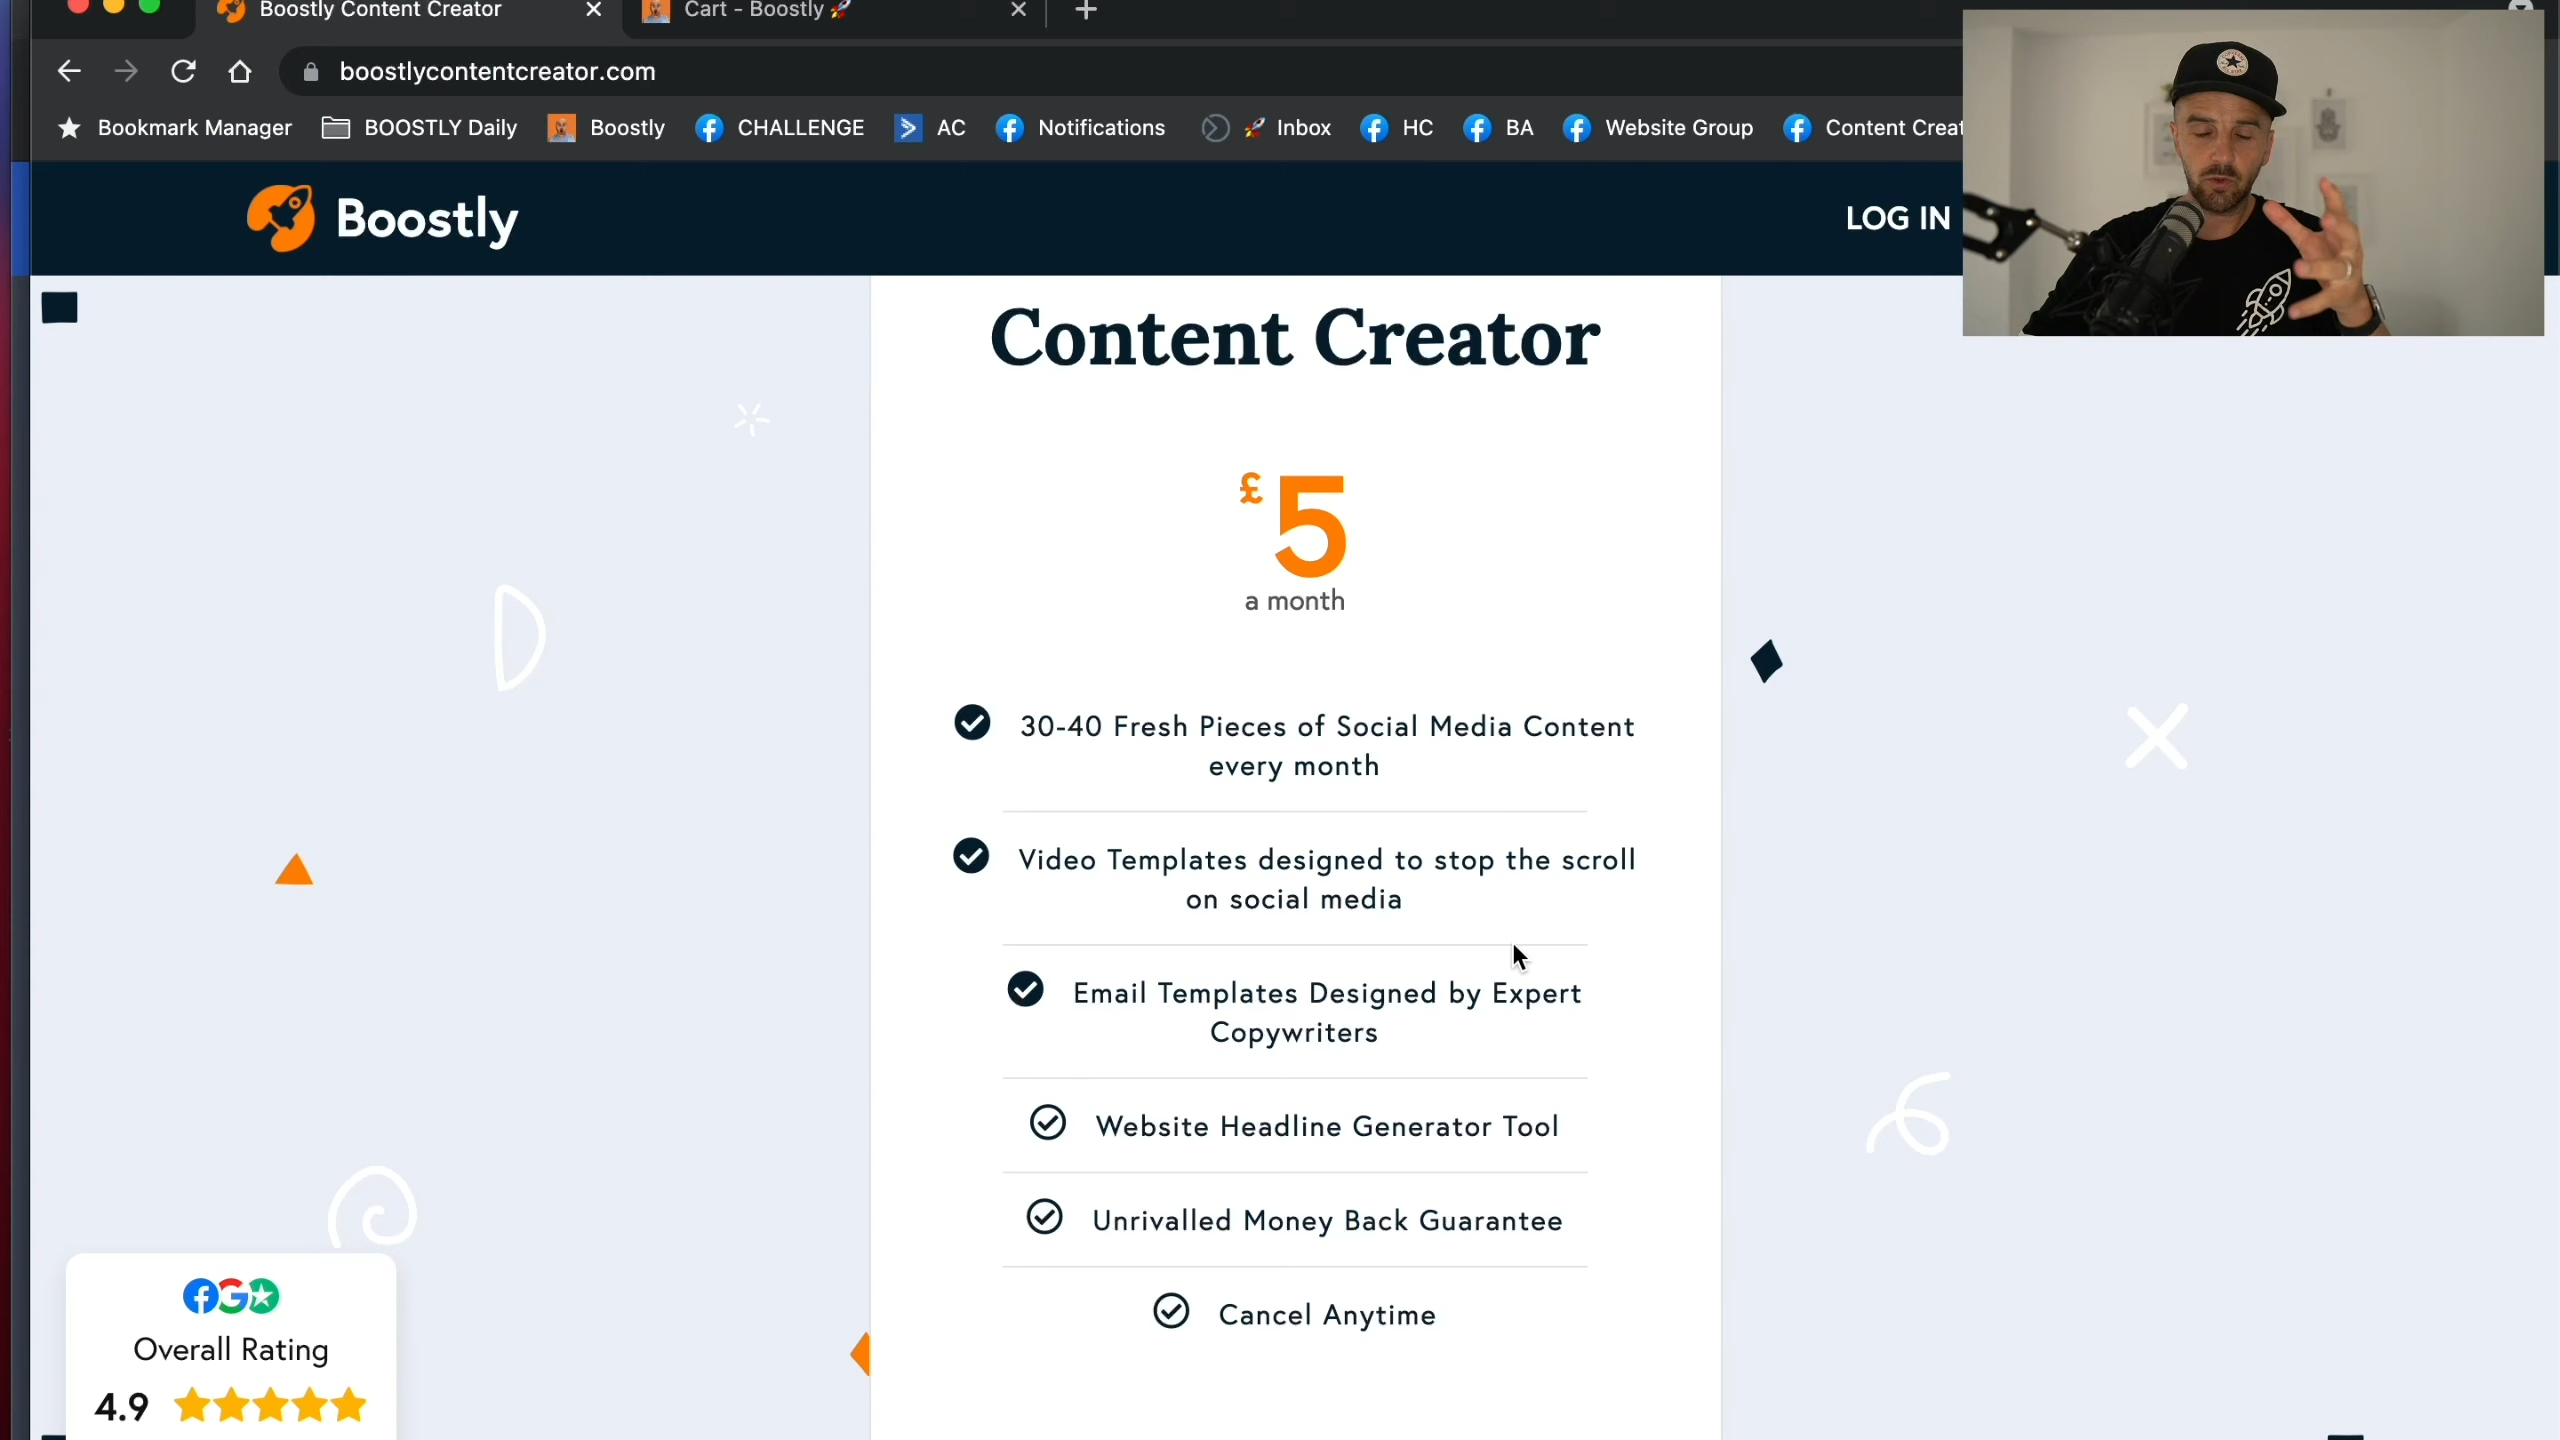 Boostly Content Creator
Cart - Boostly 🚀
boostlycontentcreator.com
Bookmark Manager
BOOSTLY Daily
Boostly
CHALLENGE
AC
Notifications
🚀 Inbox
HC
BA
Website Group
Content Creat
Boostly
LOG IN
Content Creator
£5
a month
30-40 Fresh Pieces of Social Media Content
every month
Video Templates designed to stop the scroll
on social media
Email Templates Designed by Expert
Copywriters
Website Headline Generator Tool
Unrivalled Money Back Guarantee
Cancel Anytime
Overall Rating
4.9